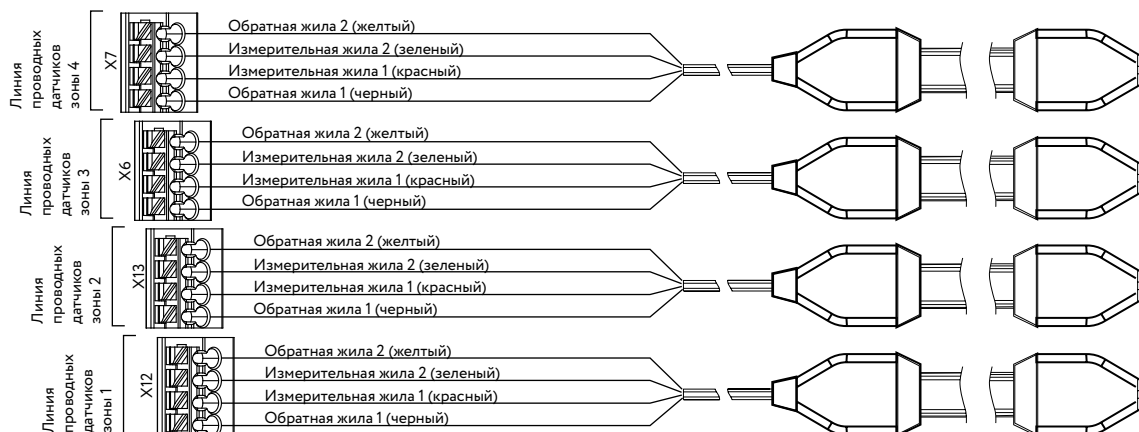 Линия
проводных
датчиков
зоны 4
X7
Обратная жила 2 (желтый)
Измерительная жила 2 (зеленый)
Измерительная жила 1 (красный)
Обратная жила 1 (черный)
Линия
проводных
датчиков
зоны 3
X6
Обратная жила 2 (желтый)
Измерительная жила 2 (зеленый)
Измерительная жила 1 (красный)
Обратная жила 1 (черный)
Линия
проводных
датчиков
зоны 2
X13
Обратная жила 2 (желтый)
Измерительная жила 2 (зеленый)
Измерительная жила 1 (красный)
Обратная жила 1 (черный)
Линия
проводных
датчиков
зоны 1
X12
Обратная жила 2 (желтый)
Измерительная жила 2 (зеленый)
Измерительная жила 1 (красный)
Обратная жила 1 (черный)